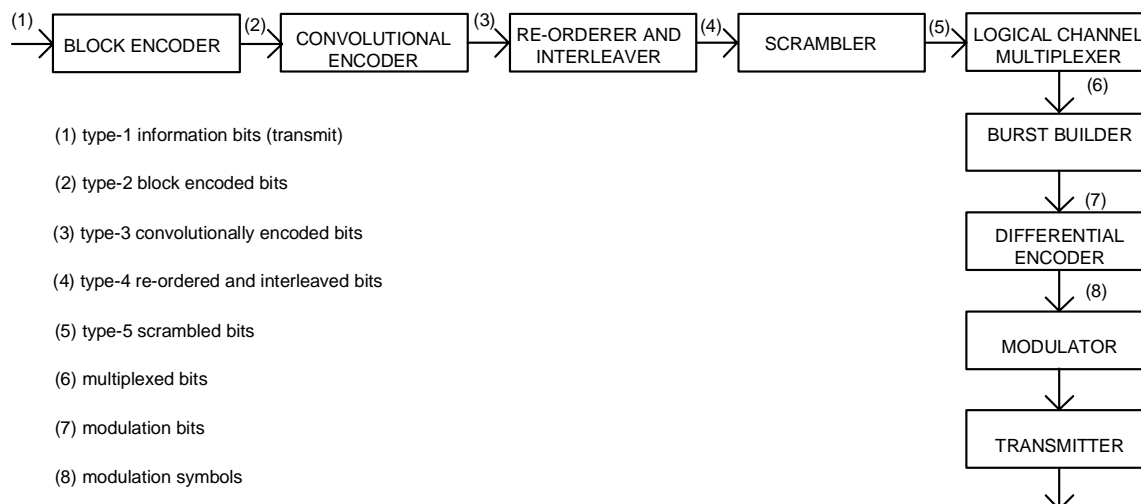 (1)
BLOCK ENCODER
(2)
CONVOLUTIONAL
ENCODER
(3)
RE-ORDERER AND
INTERLEAVER
(4)
SCRAMBLER
(5)
LOGICAL CHANNEL
MULTIPLEXER
(6)
BURST BUILDER
(7)
DIFFERENTIAL
ENCODER
(8)
MODULATOR
TRANSMITTER
(1) type-1 information bits (transmit)
(2) type-2 block encoded bits
(3) type-3 convolutionally encoded bits
(4) type-4 re-ordered and interleaved bits
(5) type-5 scrambled bits
(6) multiplexed bits
(7) modulation bits
(8) modulation symbols